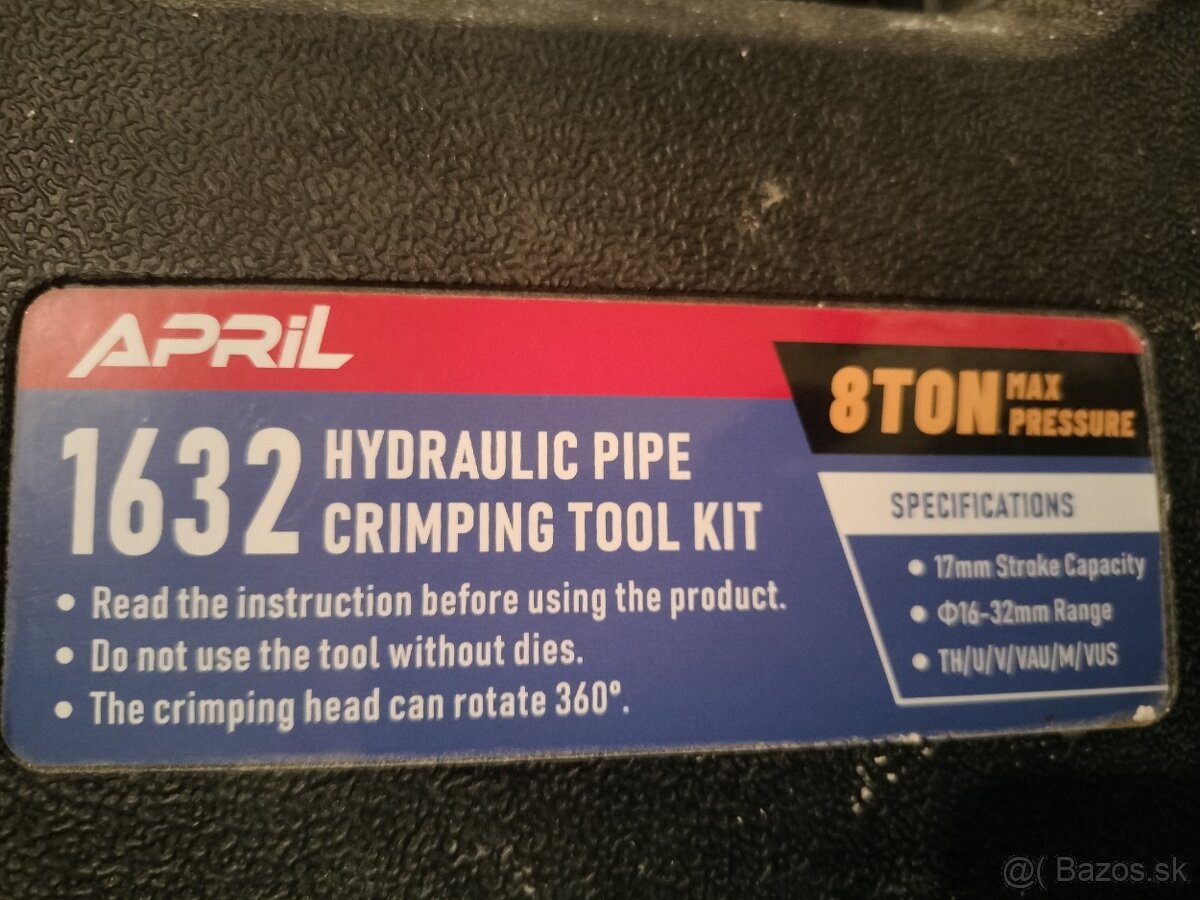 APRiL
8TON MAX PRESSURE
1632 HYDRAULIC PIPE
CRIMPING TOOL KIT
• Read the instruction before using the product.
• Do not use the tool without dies.
• The crimping head can rotate 360°.
SPECIFICATIONS
• 17mm Stroke Capacity
• Φ16-32mm Range
• TH/U/V/VAU/M/VUS
@( Bazos.sk